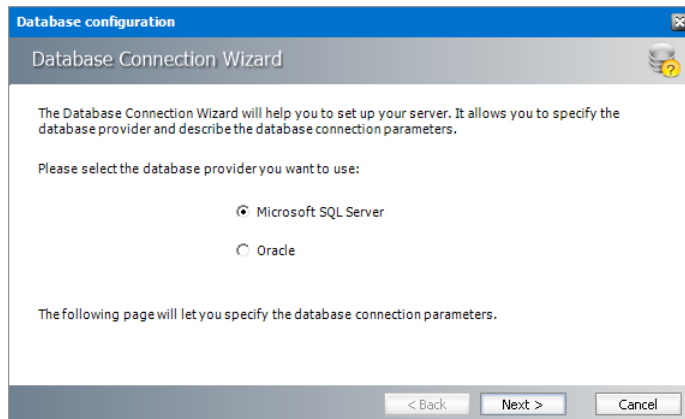 Database configuration
Database Connection Wizard
The Database Connection Wizard will help you to set up your server. It allows you to specify the
database provider and describe the database connection parameters.
Please select the database provider you want to use:
Microsoft SQL Server
Oracle
The following page will let you specify the database connection parameters.
< Back Next > Cancel